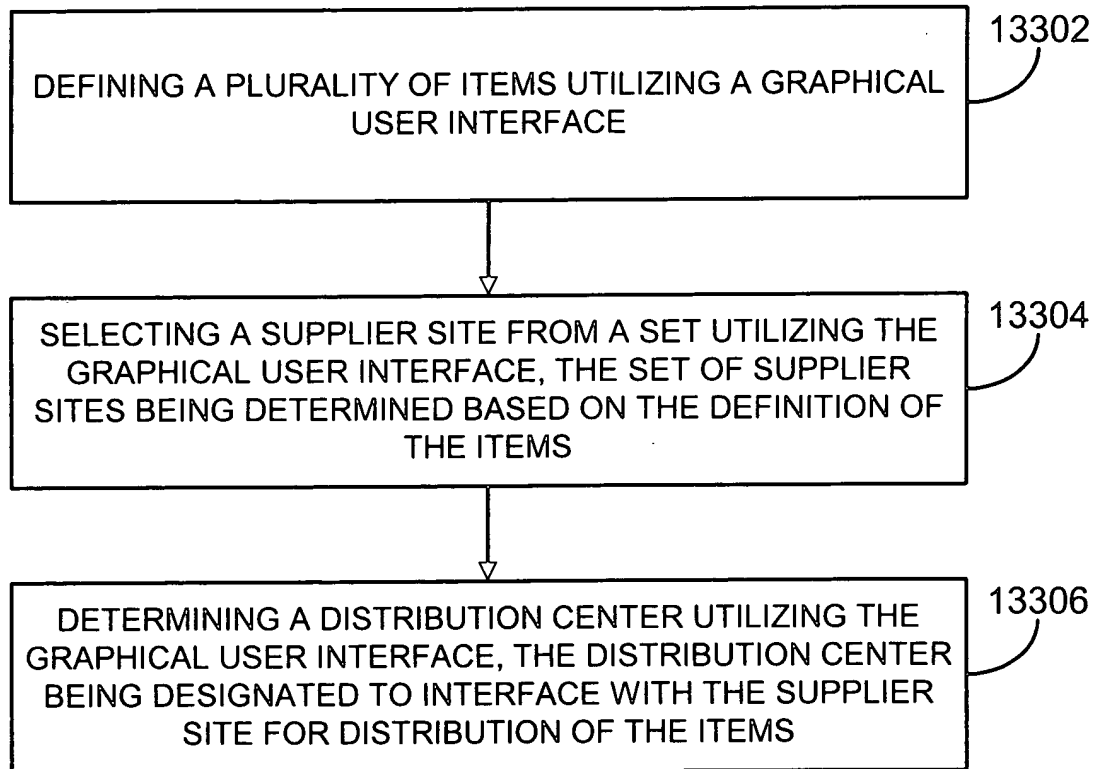 13302
DEFINING A PLURALITY OF ITEMS UTILIZING A GRAPHICAL
USER INTERFACE
13304
SELECTING A SUPPLIER SITE FROM A SET UTILIZING THE
GRAPHICAL USER INTERFACE, THE SET OF SUPPLIER
SITES BEING DETERMINED BASED ON THE DEFINITION OF
THE ITEMS
13306
DETERMINING A DISTRIBUTION CENTER UTILIZING THE
GRAPHICAL USER INTERFACE, THE DISTRIBUTION CENTER
BEING DESIGNATED TO INTERFACE WITH THE SUPPLIER
SITE FOR DISTRIBUTION OF THE ITEMS